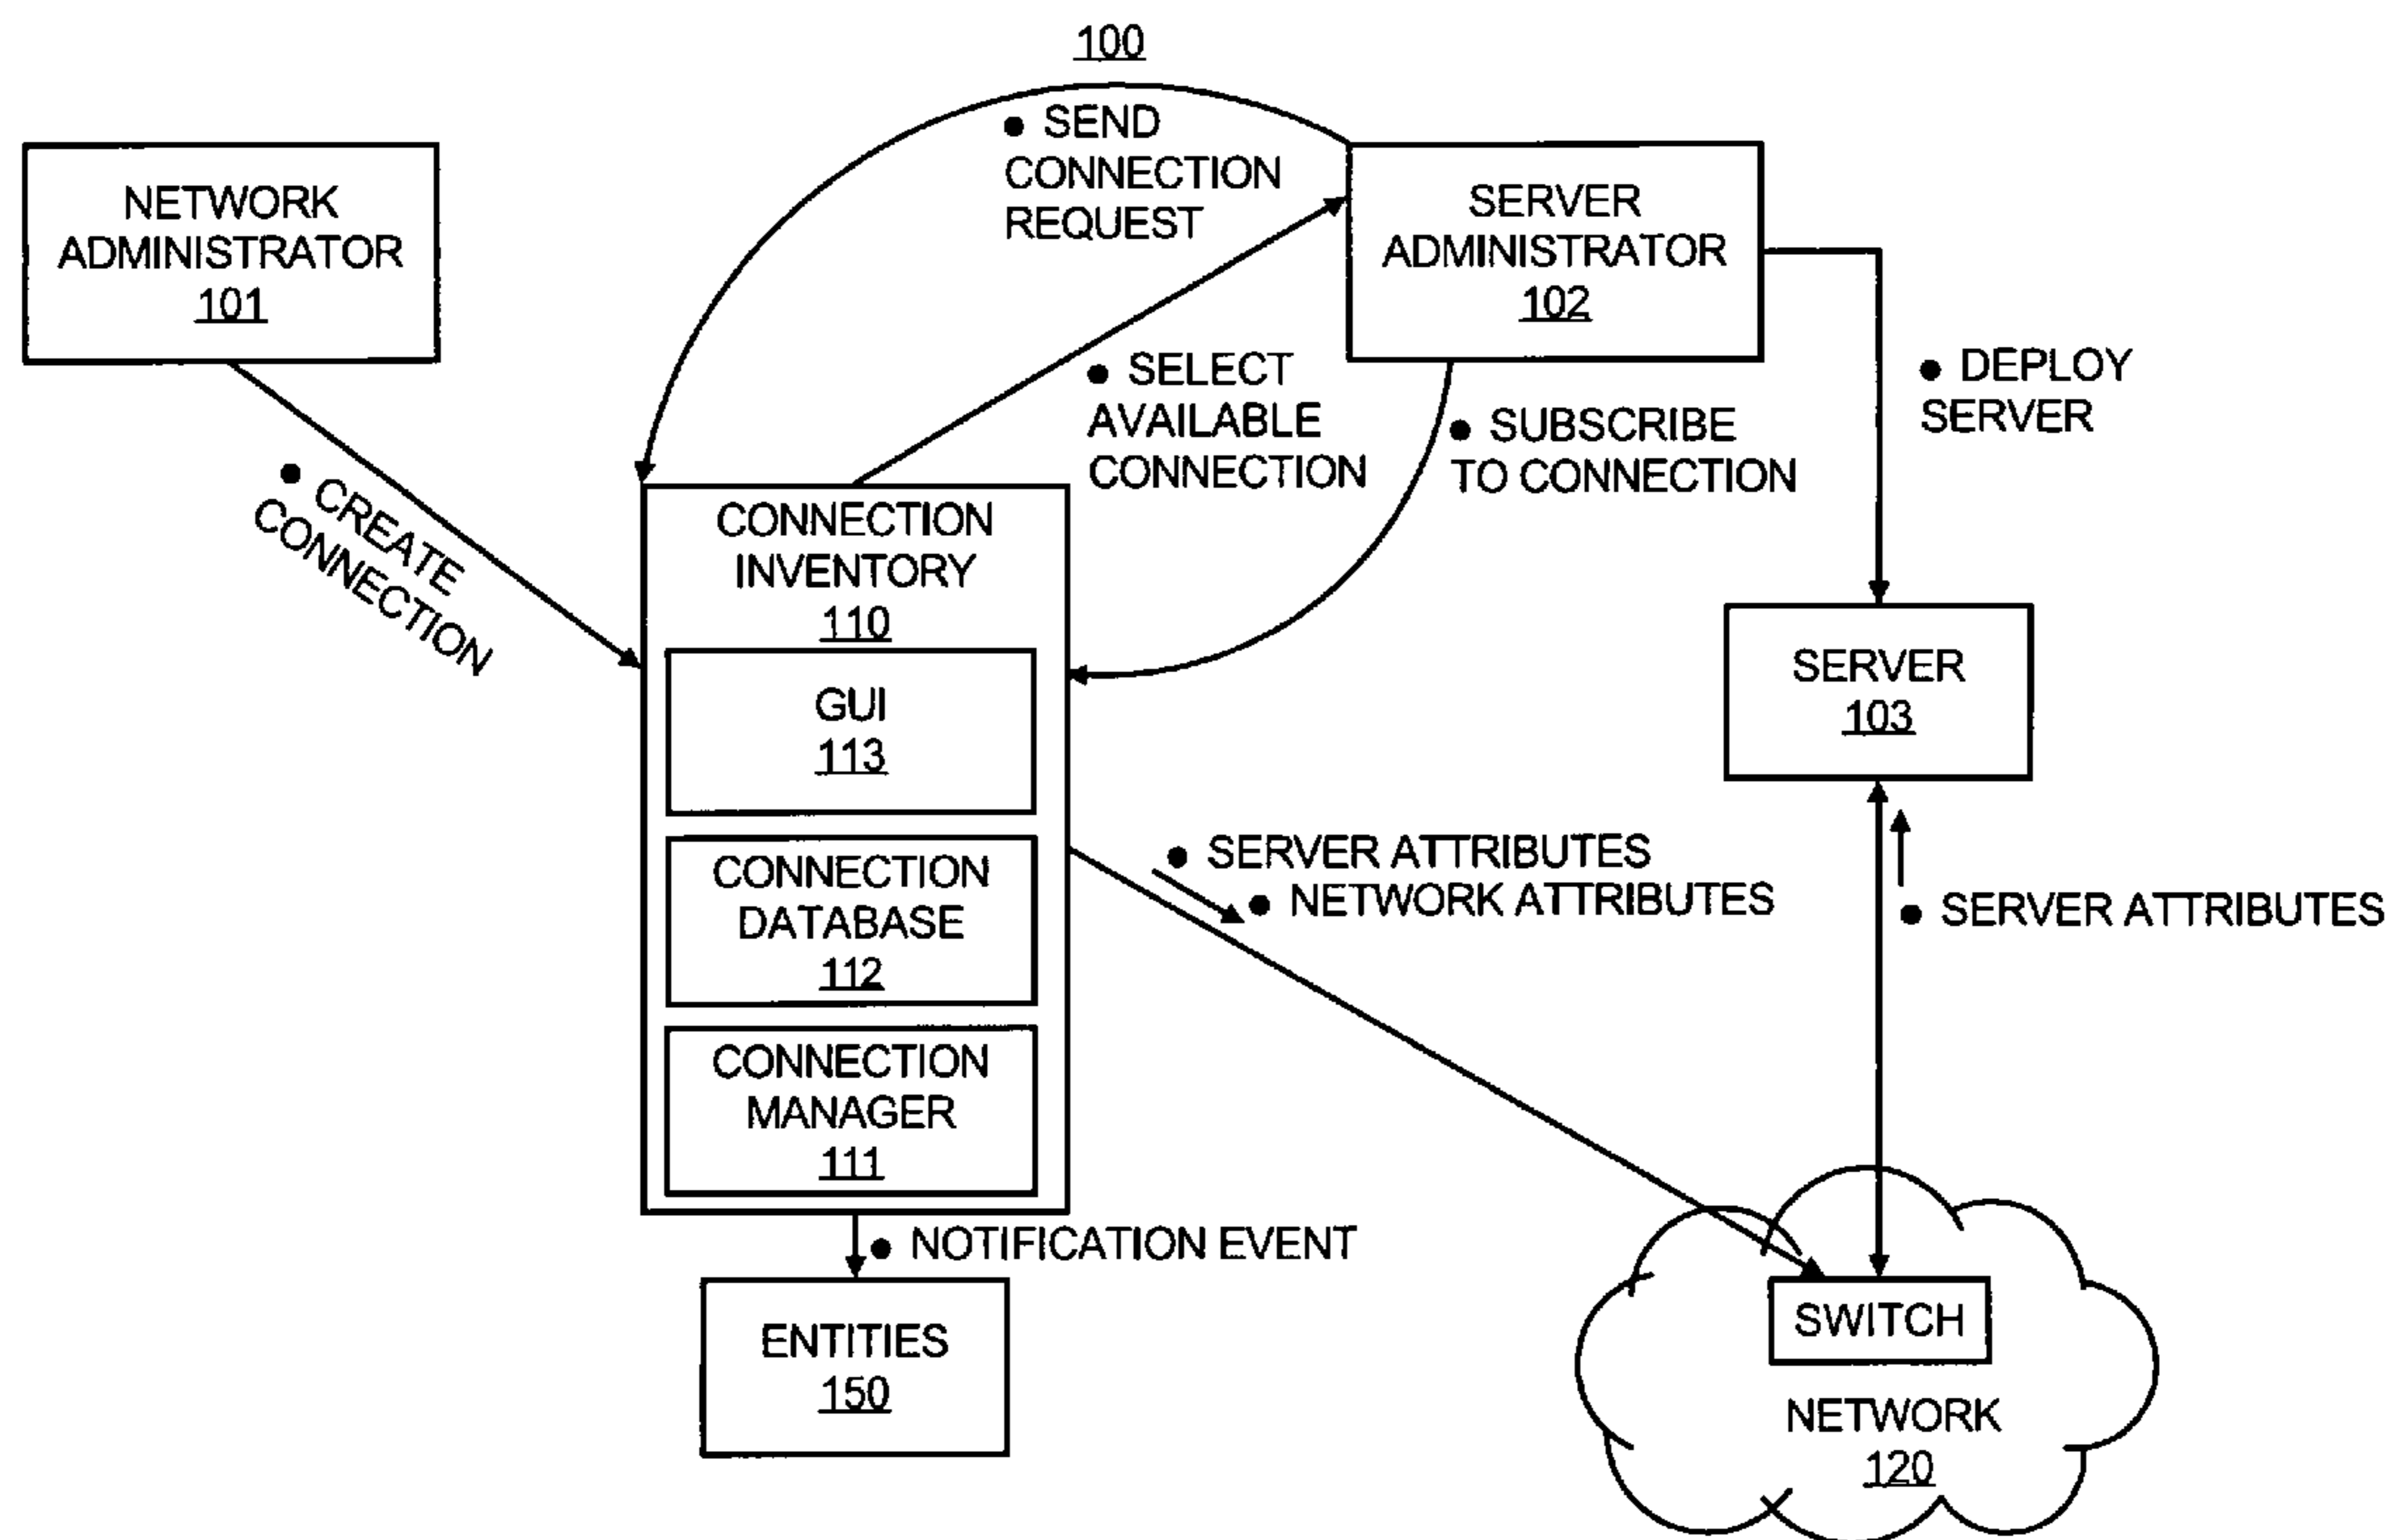 100
NETWORK
ADMINISTRATOR
101
● SEND
CONNECTION
REQUEST
SERVER
ADMINISTRATOR
102
● CREATE
CONNECTION
● SELECT
AVAILABLE
CONNECTION
● SUBSCRIBE
TO CONNECTION
● DEPLOY
SERVER
CONNECTION
INVENTORY
110
GUI
113
CONNECTION
DATABASE
112
CONNECTION
MANAGER
111
SERVER
103
● SERVER ATTRIBUTES
● NETWORK ATTRIBUTES
● SERVER ATTRIBUTES
● NOTIFICATION EVENT
ENTITIES
150
SWITCH
NETWORK
120